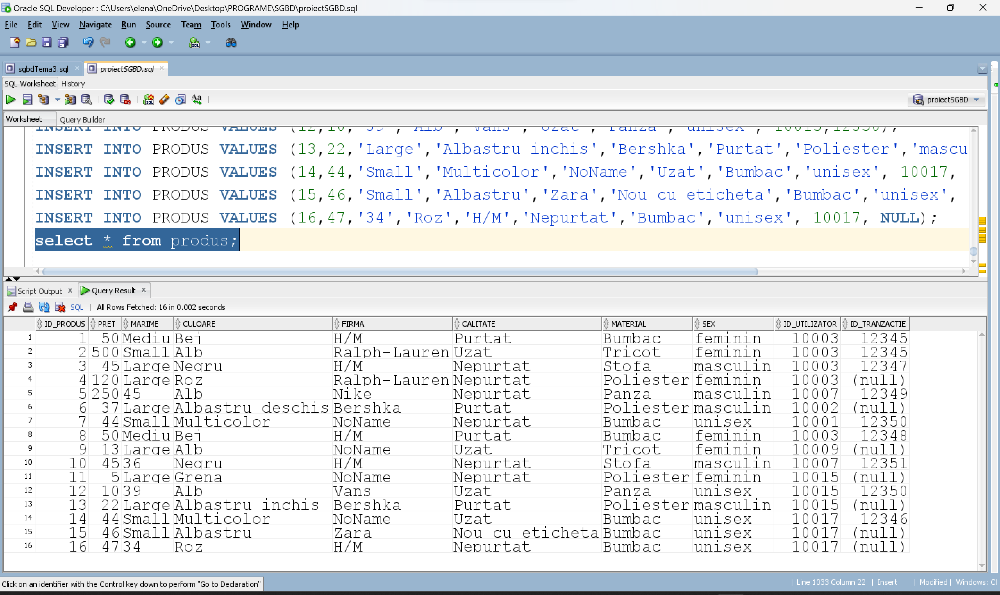 Oracle SQL Developer : C:\Users\elena\OneDrive\Desktop\PROGRAME\SGBD\proiectSGBD.sql
File Edit View Navigate Run Source Team Tools Window Help
sgbdTema3.sql proiectSGBD.sql
SQL Worksheet History
proiectSGBD
Worksheet Query Builder
INSERT INTO PRODUS VALUES (12,10,'39','Alb','Vans','Uzat','Panza','unisex', 10015,12350);
INSERT INTO PRODUS VALUES (13,22,'Large','Albastru inchis','Bershka','Purtat','Poliester','mascu
INSERT INTO PRODUS VALUES (14,44,'Small','Multicolor','NoName','Uzat','Bumbac','unisex', 10017,
INSERT INTO PRODUS VALUES (15,46,'Small','Albastru','Zara','Nou cu eticheta','Bumbac','unisex',
INSERT INTO PRODUS VALUES (16,47,'34','Roz','H/M','Nepurtat','Bumbac','unisex', 10017, NULL);
select * from produs;
Script Output x Query Result x
SQL | All Rows Fetched: 16 in 0.002 seconds
ID_PRODUS PRET MARIME CULOARE FIRMA CALITATE MATERIAL SEX ID_UTILIZATOR ID_TRANZACTIE
1 1 50 Mediu Bej H/M Purtat Bumbac feminin 10003 12345
2 2 500 Small Alb Ralph-Lauren Uzat Tricot feminin 10003 12345
3 3 45 Large Negru H/M Nepurtat Stofa masculin 10003 12347
4 4 120 Large Roz Ralph-Lauren Nepurtat Poliester feminin 10003 (null)
5 5 250 45 Alb Nike Nepurtat Panza masculin 10007 12349
6 6 37 Large Albastru deschis Bershka Purtat Poliester masculin 10002 (null)
7 7 44 Small Multicolor NoName Nepurtat Bumbac unisex 10001 12350
8 8 50 Mediu Bej H/M Purtat Bumbac feminin 10003 12348
9 9 13 Large Alb NoName Uzat Tricot feminin 10009 (null)
10 10 45 36 Negru H/M Nepurtat Stofa masculin 10007 12351
11 11 5 Large Grena NoName Nepurtat Poliester feminin 10015 (null)
12 12 10 39 Alb Vans Uzat Panza unisex 10015 12350
13 13 22 Large Albastru inchis Bershka Purtat Poliester masculin 10015 (null)
14 14 44 Small Multicolor NoName Uzat Bumbac unisex 10017 12346
15 15 46 Small Albastru Zara Nou cu eticheta Bumbac unisex 10017 (null)
16 16 47 34 Roz H/M Nepurtat Bumbac unisex 10017 (null)
Click on an identifier with the Control key down to perform "Go to Declaration"
| Line 1033 Column 22 | Insert | Modified | Windows: Cl